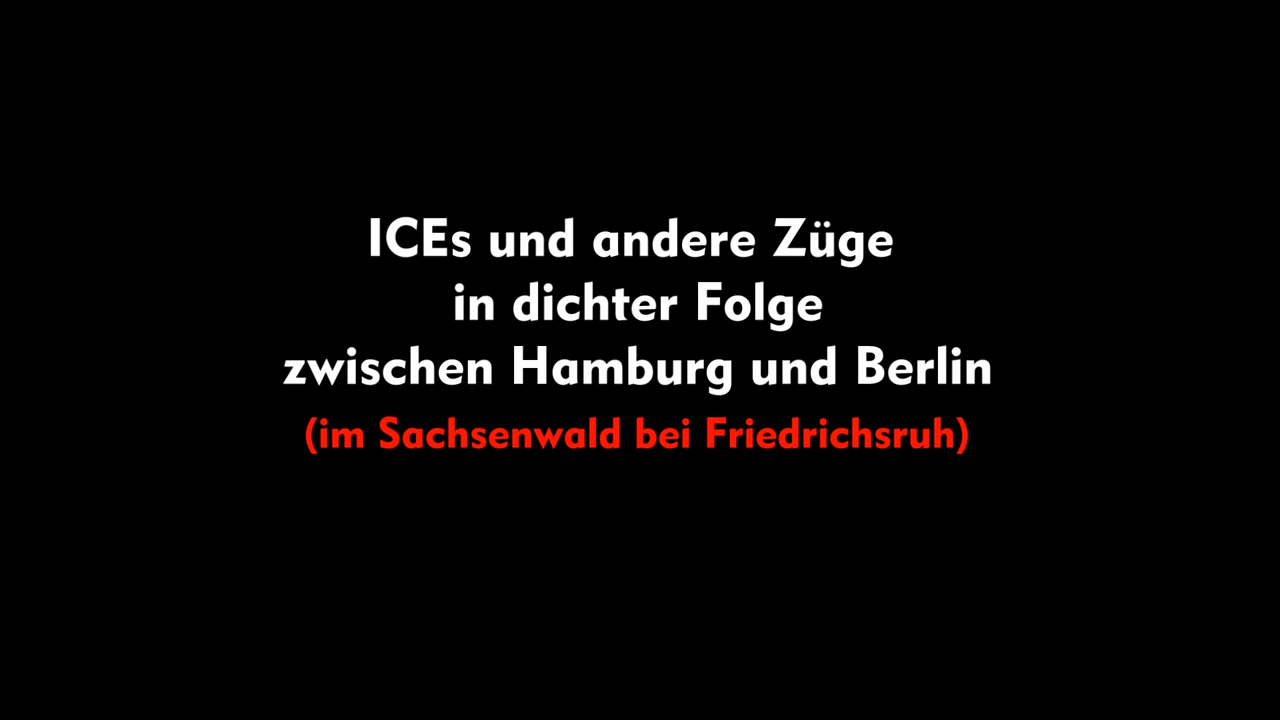 ICEs und andere Züge
in dichter Folge
zwischen Hamburg und Berlin
(im Sachsenwald bei Friedrichsruh)